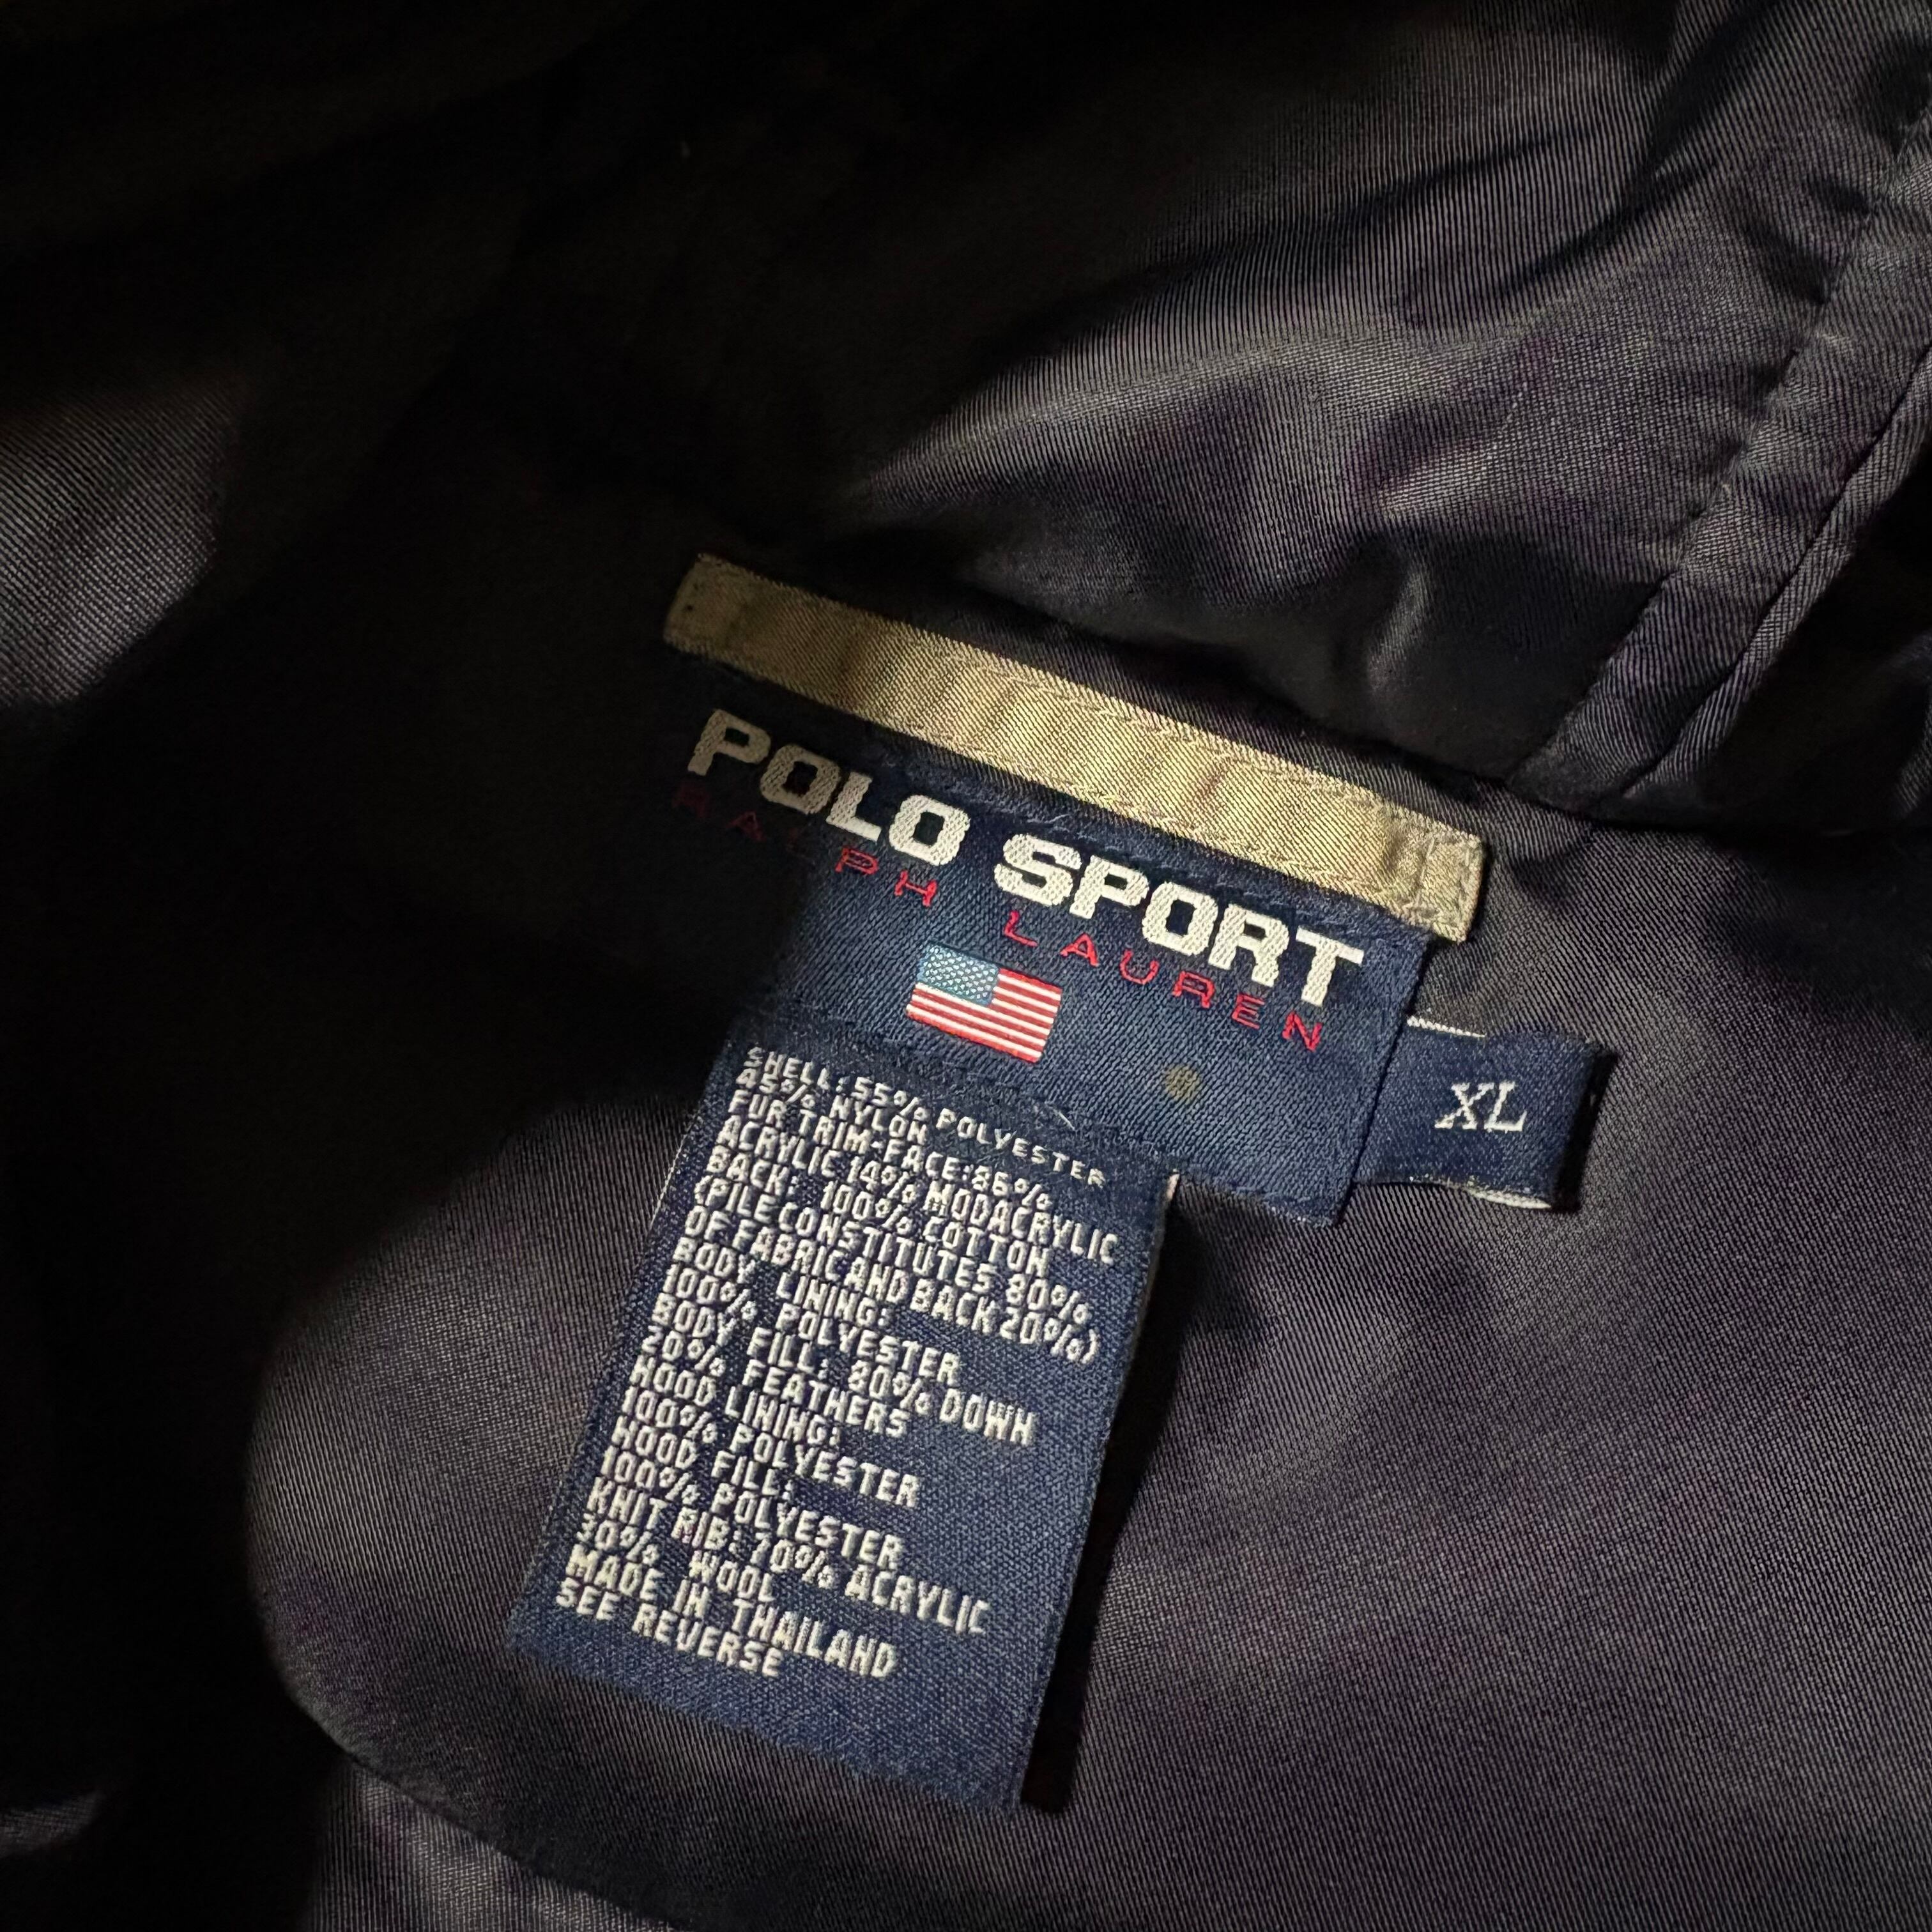 POLO SPORT
RALPH LAUREN
XL
SHELL: 55% POLYESTER
45% NYLON
FUR TRIM-FACE: 86%
ACRYLIC 14% MODACRYLIC
BACK: 100% COTTON
(PILE CONSTITUTES 80%
OF FABRIC AND BACK 20%)
BODY LINING:
100% POLYESTER
BODY FILL: 80% DOWN
20% FEATHERS
HOOD LINING:
100% POLYESTER
HOOD FILL:
100% POLYESTER
KNIT RIB: 70% ACRYLIC
30% WOOL
MADE IN THAILAND
SEE REVERSE